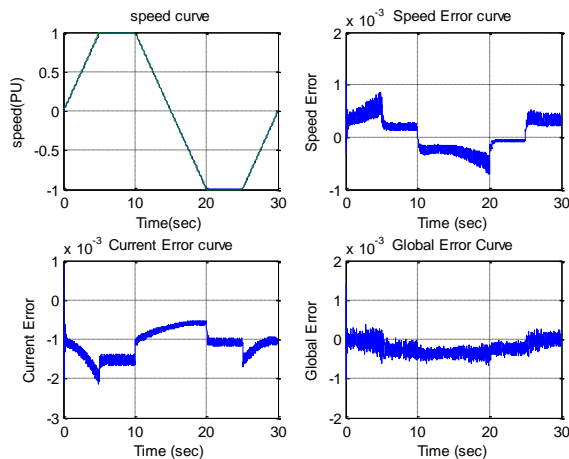 speed curve
1
0.5
0
-0.5
-1
speed(PU)
0 10 20 30
Time(sec)
x 10-3
Speed Error Curve
2
1
0
-1
Speed Error
0 10 20 30
Time(sec)
x 10-3
Current Error curve
1
0
-1
-2
-3
Current Error
0 10 20 30
Time (sec)
x 10-3
Global Error Curve
2
1
0
-1
-2
Global Error
0 10 20 30
Time (sec)